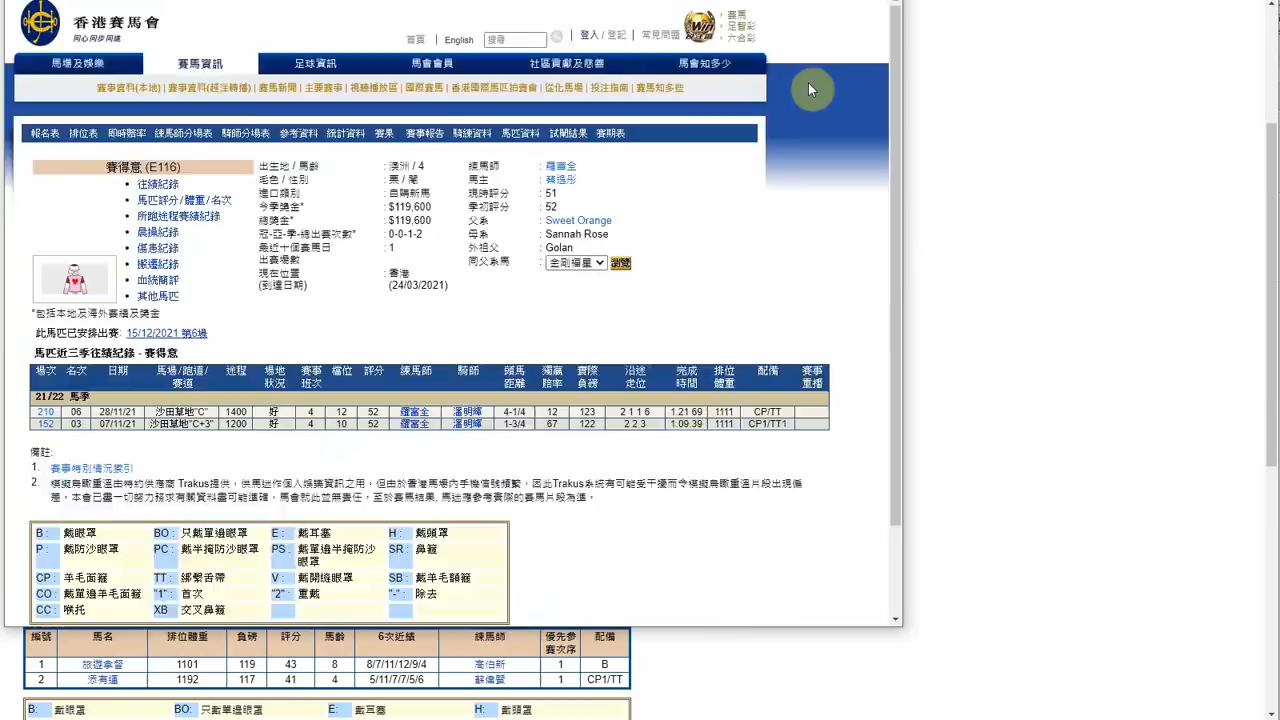 香港賽馬會
同心同步同進
首頁 | English 搜尋 登入 / 登記 | 常見問題
賽馬
足智彩
六合彩
馬場及娛樂 賽馬資訊 足球資訊 馬會會員 社區貢獻及慈善 馬會知多少
賽事資料(本地) | 賽事資料(越洋轉播) | 賽馬新聞 | 主要賽事 | 視聽播放區 | 國際賽馬 | 香港國際馬匹拍賣會 | 從化馬場 | 投注指南 | 賽馬知多些
報名表 排位表 即時賠率 練馬師分場表 騎師分場表 參考資料 統計資料 賽果 賽事報告 騎練資料 馬匹資料 試閘結果 賽期表
賽得意 (E116)
往績紀錄
馬匹評分/體重/名次
所跑途程賽績紀錄
晨操紀錄
傷患紀錄
搬遷紀錄
血統簡評
其他馬匹
出生地 / 馬齡 : 澳洲 / 4 練馬師 : 羅富全
毛色 / 性別 : 栗 / 閹 馬主 :
進口類別 : 自購新馬 現時評分 : 51
今季獎金* : $119,600 季初評分 : 52
總獎金* : $119,600 父系 : Sweet Orange
冠-亞-季-總出賽次數* : 0-0-1-2 母系 : Sannah Rose
最近十個賽馬日 : 1 外祖父 : Golan
出賽場數 同父系馬 : 金剛福星 瀏覽
現在位置 : 香港
(到達日期) (24/03/2021)
*包括本地及海外賽績及獎金
此馬匹已安排出賽: 15/12/2021 第6場
馬匹近三季往績紀錄 - 賽得意
場次 名次 日期 馬場/跑道/ 途程 場地 賽事 檔位 評分 練馬師 騎師 頭馬 獨贏 實際 沿途 完成 排位 配備 賽事
賽道 狀況 班次 距離 賠率 負磅 走位 時間 體重 重播
21/22 馬季
210 06 28/11/21 沙田草地"C" 1400 好 4 12 52 羅富全 潘明輝 4-1/4 12 123 2 1 1 6 1.21.69 1111 CP/TT
152 03 07/11/21 沙田草地"C+3" 1200 好 4 10 52 羅富全 潘明輝 1-3/4 67 122 2 2 3 1.09.39 1111 CP1/TT1
備註:
1. 賽事特別情況索引
2. 模擬鳥瞰重溫由特約供應商 Trakus提供，供馬迷作個人娛樂資訊之用。但由於香港馬場內手機信號頻繁，因此Trakus系統有可能受干擾而令模擬鳥瞰重溫片段出現偏
差。本會已盡一切努力務求有關資料盡可能準確，馬會就此並無責任，至於賽馬結果，馬迷應參考賽事的賽馬片段為準。
B : 戴眼罩 BO : 只戴單邊眼罩 E : 戴耳塞 H : 戴頭罩
P : 戴防沙眼罩 PC : 戴半掩防沙眼罩 PS : 戴單邊半掩防沙 SR : 鼻箍
眼罩
CP : 羊毛面箍 TT : 綁繫舌帶 V : 戴開縫眼罩 SB : 戴羊毛額箍
CO : 戴單邊羊毛面箍 "1" : 首次 "2" : 重戴 "-" : 除去
CC : 喉托 XB 交叉鼻箍
編號 馬名 排位體重 負磅 評分 馬齡 6次近績 練馬師 優先參 配備
賽次序
1 旅遊拿督 1101 119 43 8 8/7/11/12/9/4 高伯新 1 B
2 添有運 1192 117 41 4 5/11/7/7/5/6 蘇偉賢 1 CP1/TT
B: 戴眼罩 BO: 只戴單邊眼罩 E: 戴耳塞 H: 戴頭罩